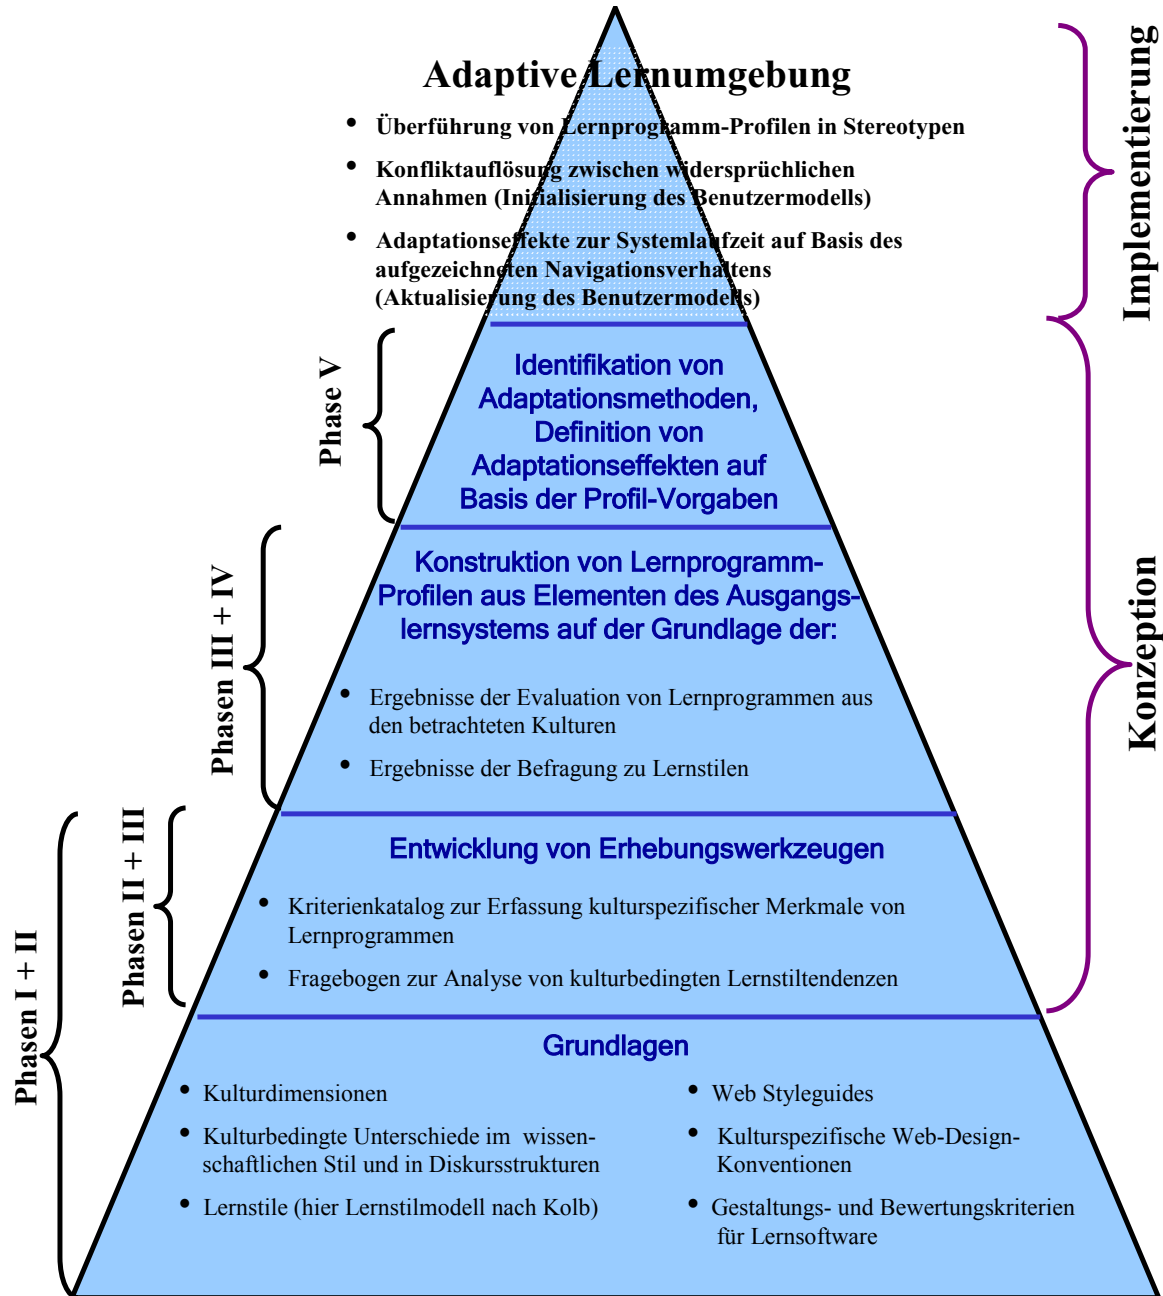 Adaptive Lernumgebung
• Überführung von Lernprogramm-Profilen in Stereotypen
• Konfliktauflösung zwischen widersprüchlichen
Annahmen (Initialisierung des Benutzermodells)
• Adaptationseffekte zur Systemlaufzeit auf Basis des
aufgezeichneten Navigationsverhaltens
(Aktualisierung des Benutzermodells)
Implementierung
Phase V
Identifikation von
Adaptationsmethoden,
Definition von
Adaptationseffekten auf
Basis der Profil-Vorgaben
Phasen III + IV
Konstruktion von Lernprogramm-
Profilen aus Elementen des Ausgangs-
lernsystems auf der Grundlage der:
• Ergebnisse der Evaluation von Lernprogrammen aus
den betrachteten Kulturen
• Ergebnisse der Befragung zu Lernstilen
Konzeption
Phasen II + III
Entwicklung von Erhebungswerkzeugen
• Kriterienkatalog zur Erfassung kulturspezifischer Merkmale von
Lernprogrammen
• Fragebogen zur Analyse von kulturbedingten Lernstiltendenzen
Phasen I + II
Grundlagen
• Kulturdimensionen
• Kulturbedingte Unterschiede im wissen-
schaftlichen Stil und in Diskursstrukturen
• Lernstile (hier Lernstilmodell nach Kolb)
• Web Styleguides
• Kulturspezifische Web-Design-
Konventionen
• Gestaltungs- und Bewertungskriterien
für Lernsoftware